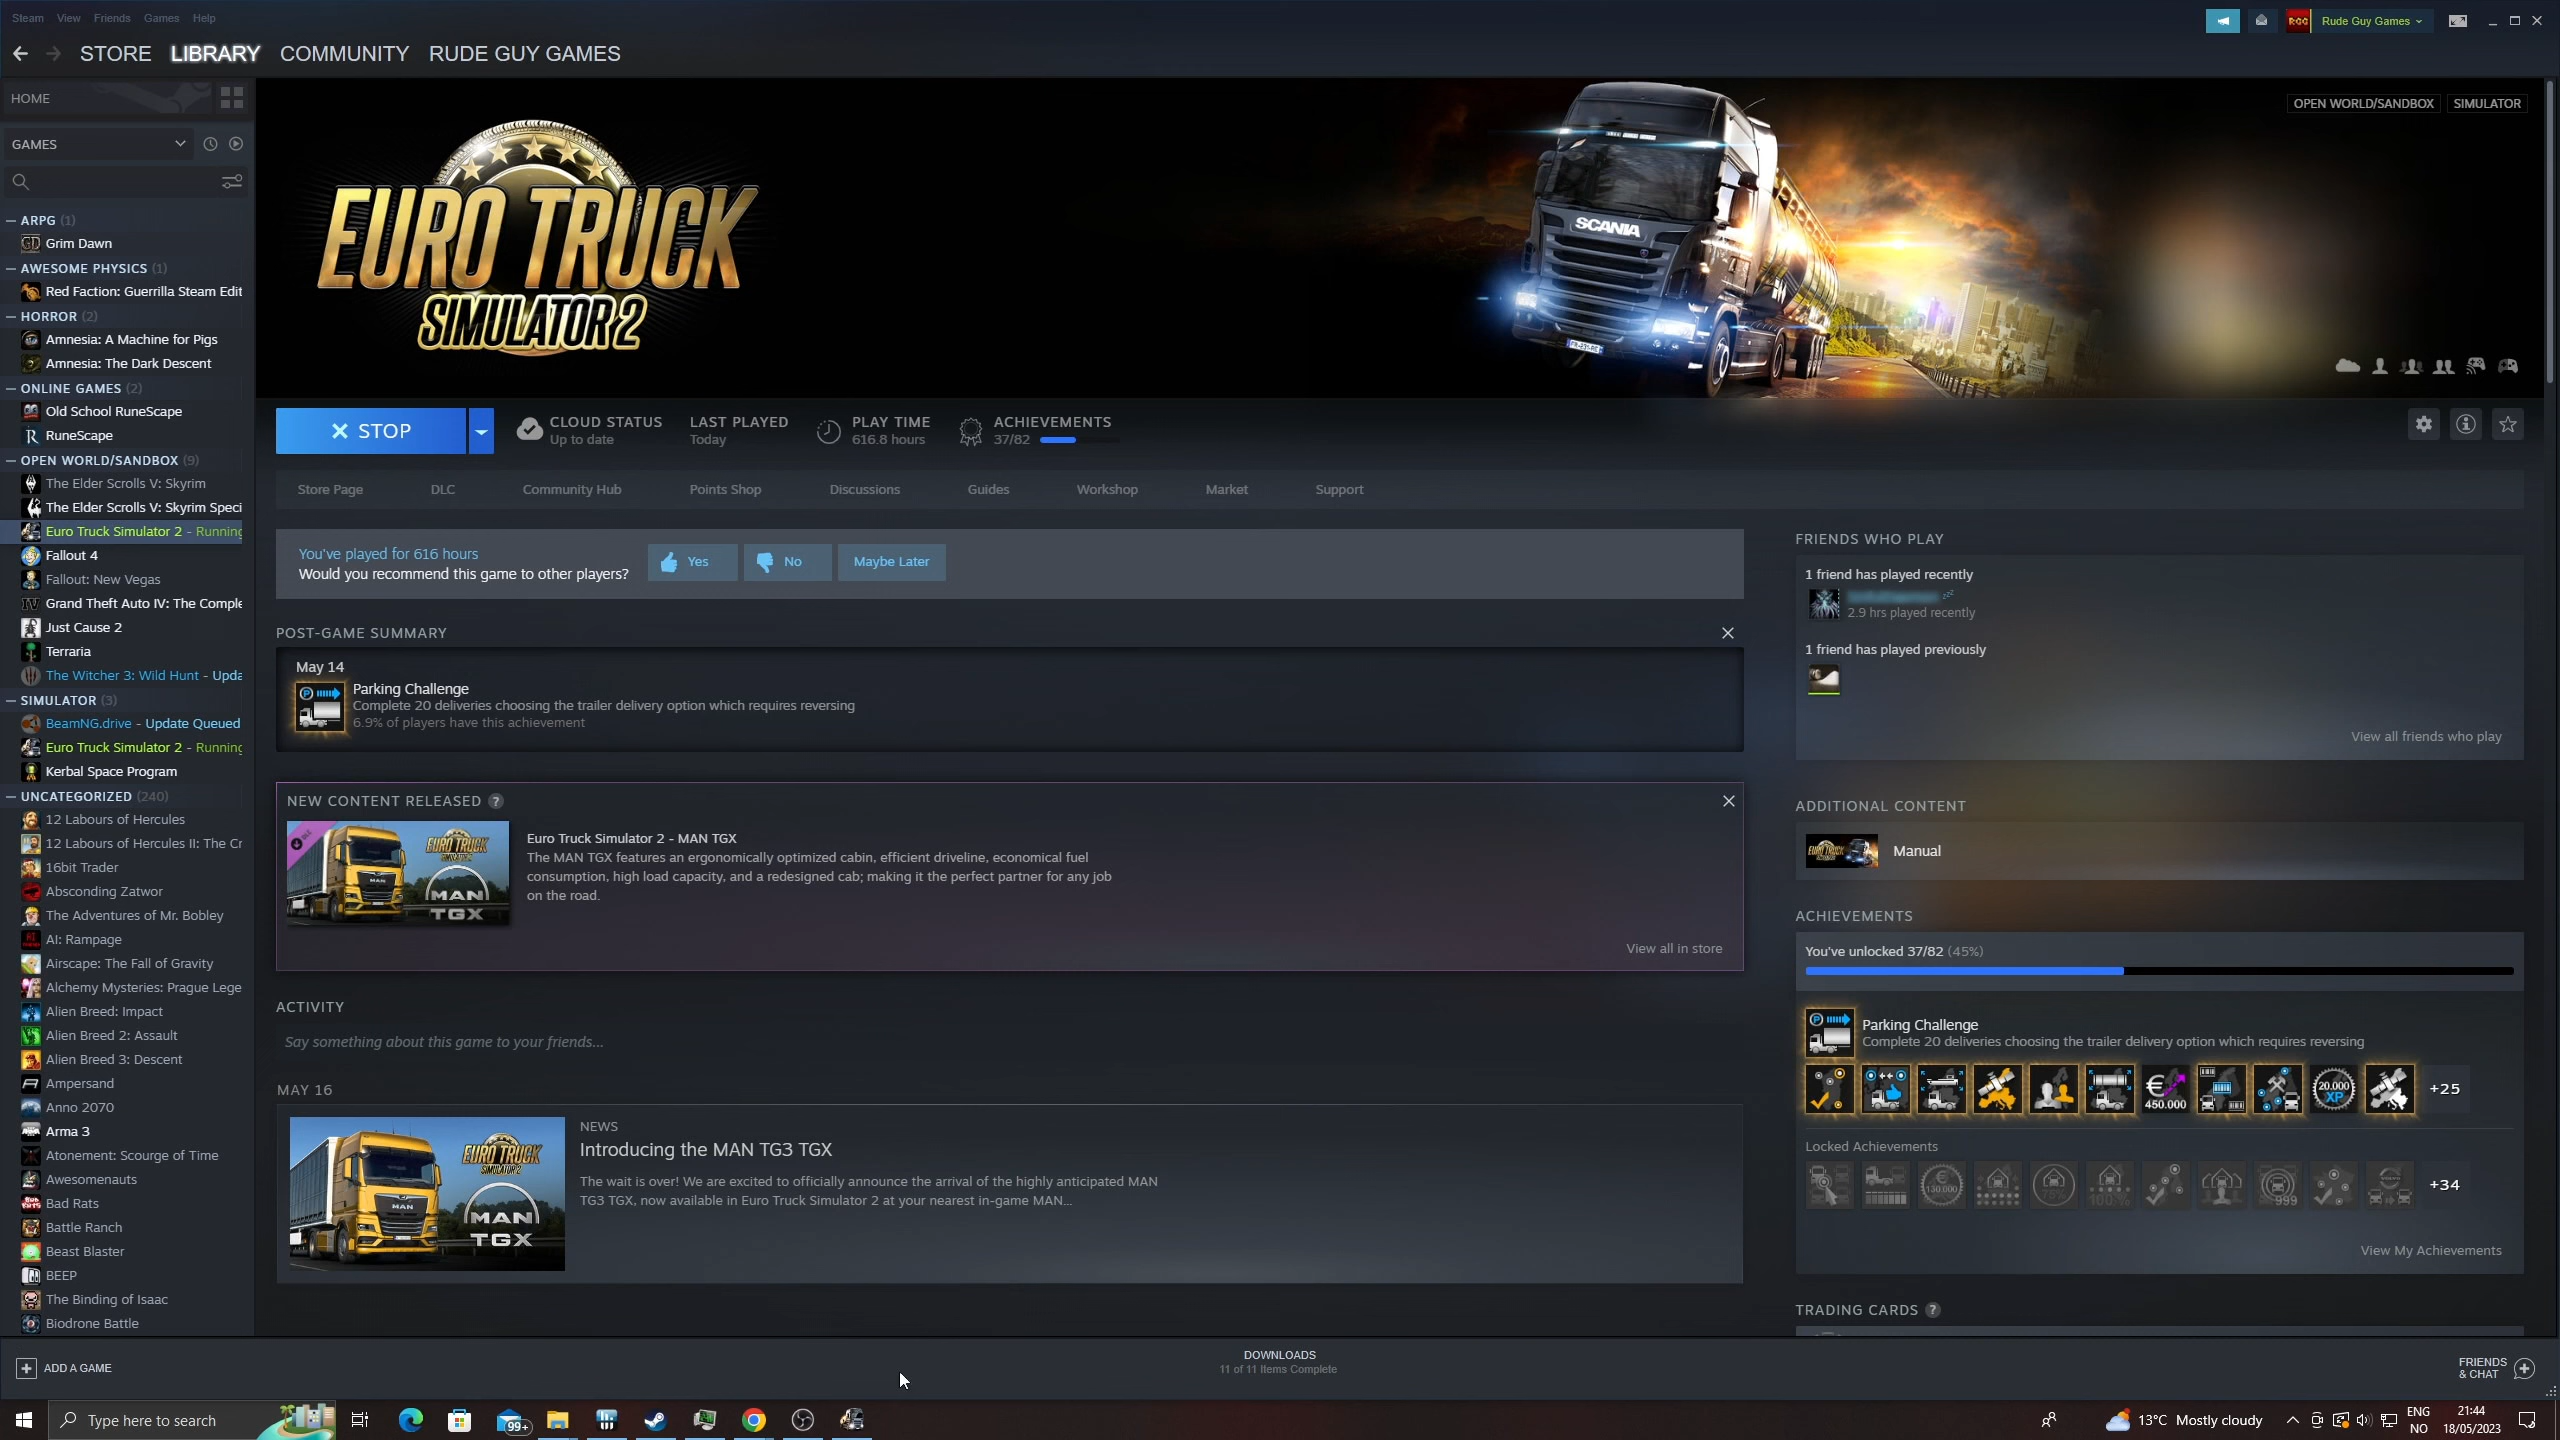 Steam View Friends Games Help
Rude Guy Games
STORE LIBRARY COMMUNITY RUDE GUY GAMES
HOME
GAMES
ARPG (1)
Grim Dawn
AWESOME PHYSICS (1)
Red Faction: Guerrilla Steam Edit
HORROR (2)
Amnesia: A Machine for Pigs
Amnesia: The Dark Descent
ONLINE GAMES (2)
Old School RuneScape
RuneScape
OPEN WORLD/SANDBOX (9)
The Elder Scrolls V: Skyrim
The Elder Scrolls V: Skyrim Speci
Euro Truck Simulator 2 - Running
Fallout 4
Fallout: New Vegas
Grand Theft Auto IV: The Comple
Just Cause 2
Terraria
The Witcher 3: Wild Hunt - Upda
SIMULATOR (3)
BeamNG.drive - Update Queued
Euro Truck Simulator 2 - Running
Kerbal Space Program
UNCATEGORIZED (240)
12 Labours of Hercules
12 Labours of Hercules II: The Cr
16bit Trader
Absconding Zatwor
The Adventures of Mr. Bobley
AI: Rampage
Airscape: The Fall of Gravity
Alchemy Mysteries: Prague Lege
Alien Breed: Impact
Alien Breed 2: Assault
Alien Breed 3: Descent
Ampersand
Anno 2070
Arma 3
Atonement: Scourge of Time
Awesomenauts
Bad Rats
Battle Ranch
Beast Blaster
BEEP
The Binding of Isaac
Biodrone Battle
EURO TRUCK
SIMULATOR 2
SCANIA
OPEN WORLD/SANDBOX SIMULATOR
STOP
CLOUD STATUS
Up to date
LAST PLAYED
Today
PLAY TIME
616.8 hours
ACHIEVEMENTS
37/82
Store Page DLC Community Hub Points Shop Discussions Guides Workshop Market Support
You've played for 616 hours
Would you recommend this game to other players?
Yes No Maybe Later
POST-GAME SUMMARY
May 14
Parking Challenge
Complete 20 deliveries choosing the trailer delivery option which requires reversing
6.9% of players have this achievement
NEW CONTENT RELEASED ?
EURO TRUCK
SIMULATOR 2
MAN
TGX
Euro Truck Simulator 2 - MAN TGX
The MAN TGX features an ergonomically optimized cabin, efficient driveline, economical fuel
consumption, high load capacity, and a redesigned cab; making it the perfect partner for any job
on the road.
View all in store
ACTIVITY
Say something about this game to your friends...
MAY 16
EURO TRUCK
SIMULATOR 2
MAN
MAN
TGX
NEWS
Introducing the MAN TG3 TGX
The wait is over! We are excited to officially announce the arrival of the highly anticipated MAN
TG3 TGX, now available in Euro Truck Simulator 2 at your nearest in-game MAN...
FRIENDS WHO PLAY
1 friend has played recently
2.9 hrs played recently
1 friend has played previously
View all friends who play
ADDITIONAL CONTENT
Manual
ACHIEVEMENTS
You've unlocked 37/82 (45%)
Parking Challenge
Complete 20 deliveries choosing the trailer delivery option which requires reversing
450.000
20.000
XP
+25
Locked Achievements
+34
View My Achievements
TRADING CARDS ?
ADD A GAME
DOWNLOADS
11 of 11 Items Complete
FRIENDS
& CHAT
Type here to search
99+
13°C Mostly cloudy
ENG
NO
21:44
18/05/2023